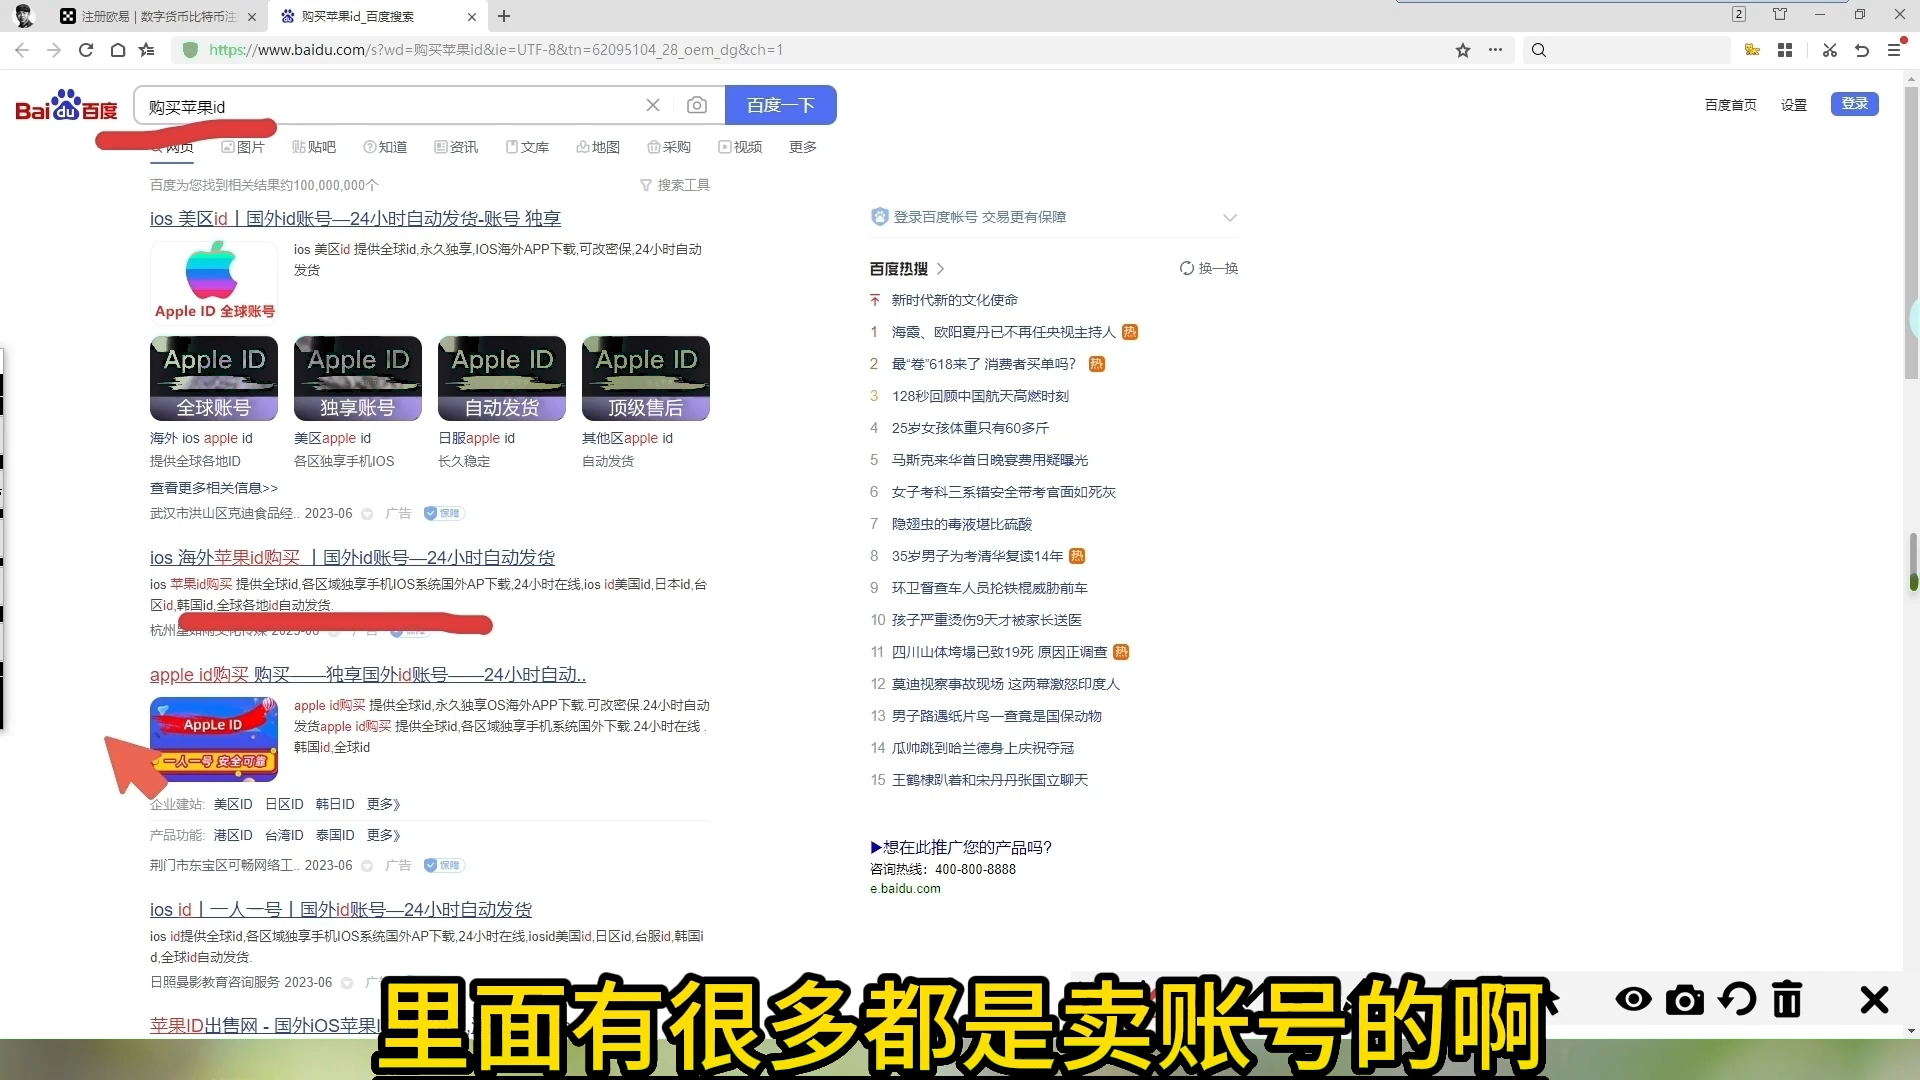 注册欧易 | 数字货币比特币注
购买苹果id_百度搜索
2
https://www.baidu.com/s?wd=购买苹果id&ie=UTF-8&tn=62095104_28_oem_dg&ch=1
Bai du 百度
购买苹果id
百度一下
百度首页 设置 登录
网页 图片 贴吧 知道 资讯 文库 地图 采购 视频 更多
百度为您找到相关结果约100,000,000个
搜索工具
ios 美区id丨国外id账号—24小时自动发货-账号 独享
Apple ID 全球账号
ios 美区id 提供全球id,永久独享,IOS海外APP下载,可改密保,24小时自动
发货
Apple ID 全球账号
Apple ID 独享账号
Apple ID 自动发货
Apple ID 顶级售后
海外 ios apple id 美区apple id 日服apple id 其他区apple id
提供全球各地ID 各区独享手机IOS 长久稳定 自动发货
查看更多相关信息>>
武汉市洪山区克迪食品经.. 2023-06 广告 保障
ios 海外苹果id购买 丨国外id账号—24小时自动发货
ios 苹果id购买 提供全球id,各区域独享手机IOS系统国外AP下载,24小时在线,ios id美国id,日本id,台
区id,韩国id,全球各地id自动发货.
apple id购买 购买——独享国外id账号——24小时自动..
AppLe ID
一人一号 安全可靠
apple id购买 提供全球id,永久独享OS海外APP下载.可改密保.24小时自动
发货apple id购买 提供全球id,各区域独享手机系统国外下载.24小时在线 .
韩国id,全球id
企业建站: 美区ID 日区ID 韩日ID 更多》
产品功能: 港区ID 台湾ID 泰国ID 更多》
荆门市东宝区可畅网络工.. 2023-06 广告 保障
ios id丨一人一号丨国外id账号—24小时自动发货
ios id提供全球id,各区域独享手机IOS系统国外AP下载,24小时在线,iosid美国id,日区id,台服id,韩国i
d,全球id自动发货.
日照曼影教育咨询服务 2023-06
苹果ID出售网 - 国外iOS苹果I
登录百度帐号 交易更有保障
百度热搜
换一换
新时代新的文化使命
1 海霞、欧阳夏丹已不再任央视主持人 热
2 最“卷”618来了 消费者买单吗? 热
3 128秒回顾中国航天高燃时刻
4 25岁女孩体重只有60多斤
5 马斯克来华首日晚宴费用疑曝光
6 女子考科三系错安全带考官面如死灰
7 隐翅虫的毒液堪比硫酸
8 35岁男子为考清华复读14年 热
9 环卫督查车人员抡铁棍威胁前车
10 孩子严重烫伤9天才被家长送医
11 四川山体垮塌已致19死 原因正调查 热
12 莫迪视察事故现场 这两幕激怒印度人
13 男子路遇纸片鸟一查竟是国保动物
14 瓜帅跳到哈兰德身上庆祝夺冠
15 王鹤棣趴着和宋丹丹张国立聊天
▶想在此推广您的产品吗?
咨询热线：400-800-8888
e.baidu.com
里面有很多都是卖账号的啊